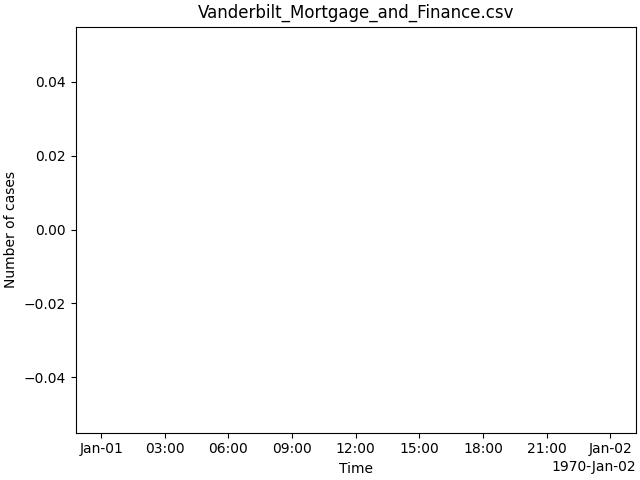 Vanderbilt_Mortgage_and_Finance.csv
Number of cases
0.04
0.02
0.00
−0.02
−0.04
Jan-01 03:00 06:00 09:00 12:00 15:00 18:00 21:00 Jan-02
1970-Jan-02
Time